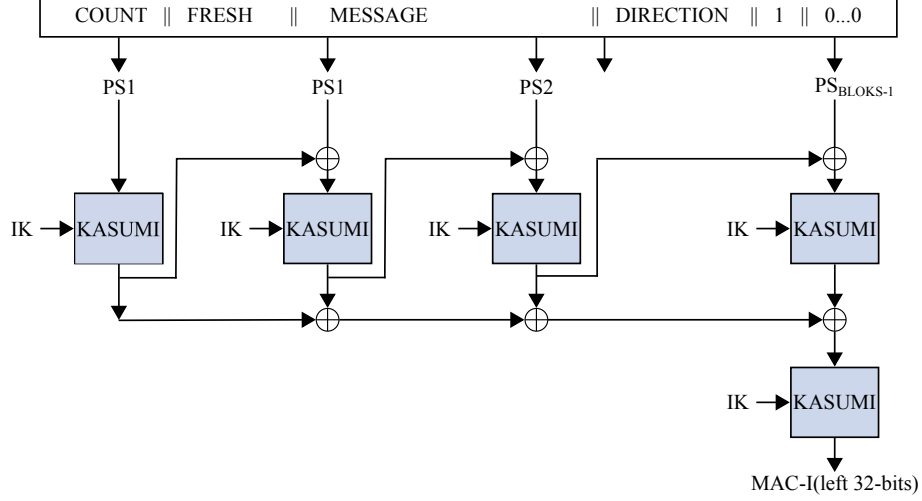 COUNT || FRESH || MESSAGE || DIRECTION || 1 || 0...0
PS1 PS1 PS2 PSBLOKS-1
IK KASUMI IK KASUMI IK KASUMI IK KASUMI
IK KASUMI
MAC-I(left 32-bits)